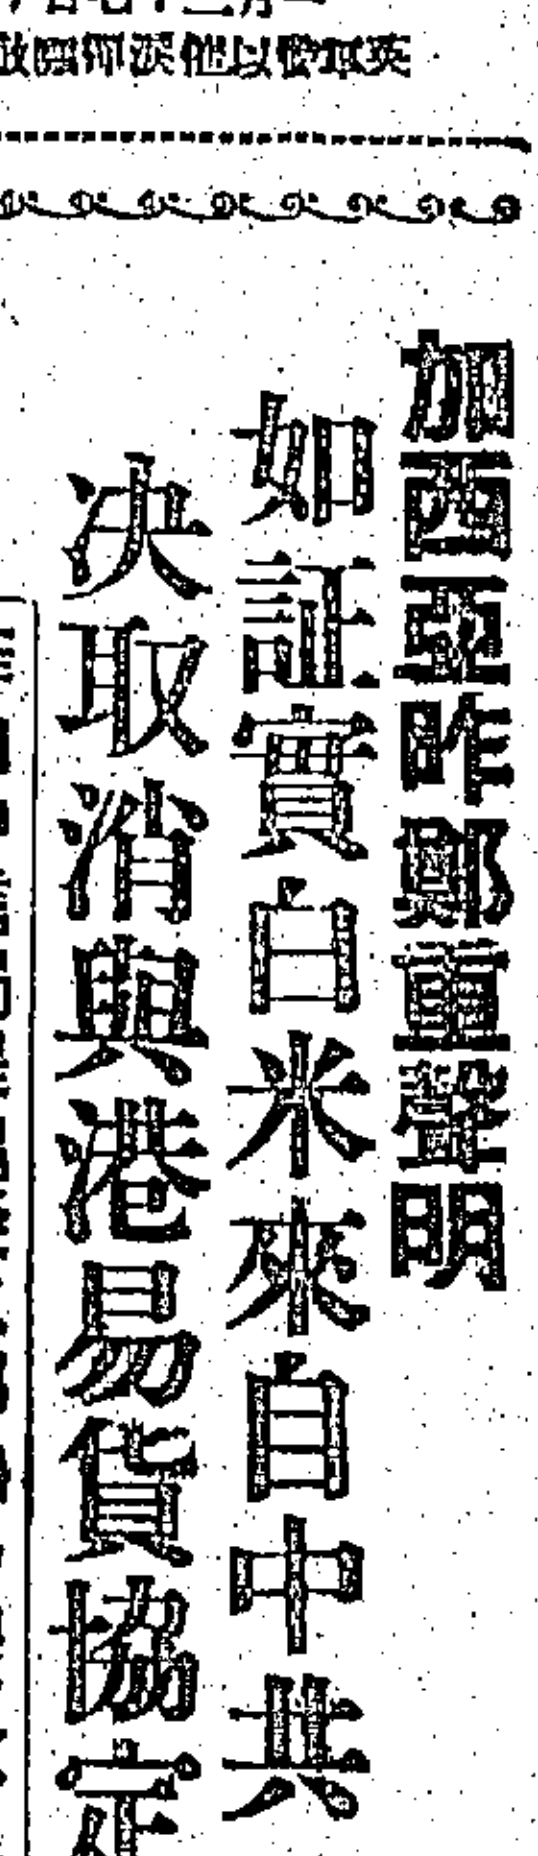 加西亞昨鄭重聲明
如証實白米來自中共
决取消與港易貨協定